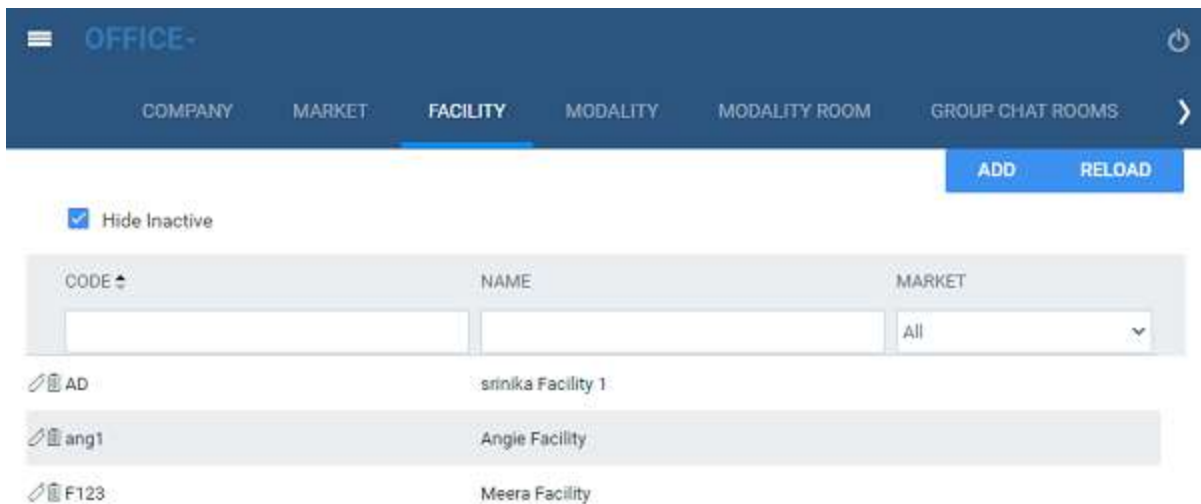 OFFICE-
COMPANY MARKET FACILITY MODALITY MODALITY ROOM GROUP CHAT ROOMS
ADD RELOAD
Hide Inactive
CODE NAME MARKET
All
AD srinika Facility 1
ang1 Angie Facility
F123 Meera Facility